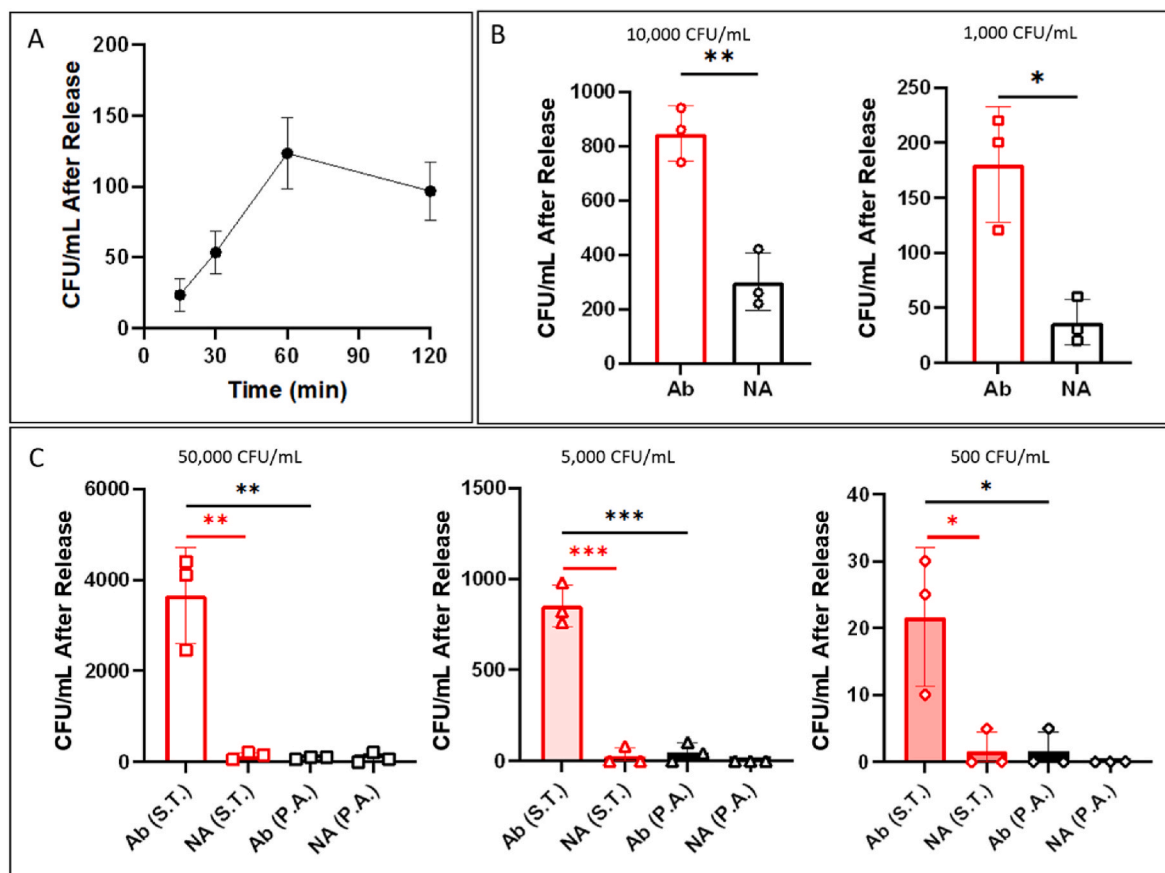 A
CFU/mL After Release
200
150
100
50
0
0 30 60 90 120
Time (min)
B
10,000 CFU/mL
**
CFU/mL After Release
1000
800
600
400
200
0
Ab NA
1,000 CFU/mL
*
CFU/mL After Release
250
200
150
100
50
0
Ab NA
C
50,000 CFU/mL
**
**
CFU/mL After Release
6000
4000
2000
0
Ab (S.T.) NA (S.T.) Ab (P.A.) NA (P.A.)
5,000 CFU/mL
***
***
CFU/mL After Release
1500
1000
500
0
Ab (S.T.) NA (S.T.) Ab (P.A.) NA (P.A.)
500 CFU/mL
*
*
CFU/mL After Release
40
30
20
10
0
Ab (S.T.) NA (S.T.) Ab (P.A.) NA (P.A.)